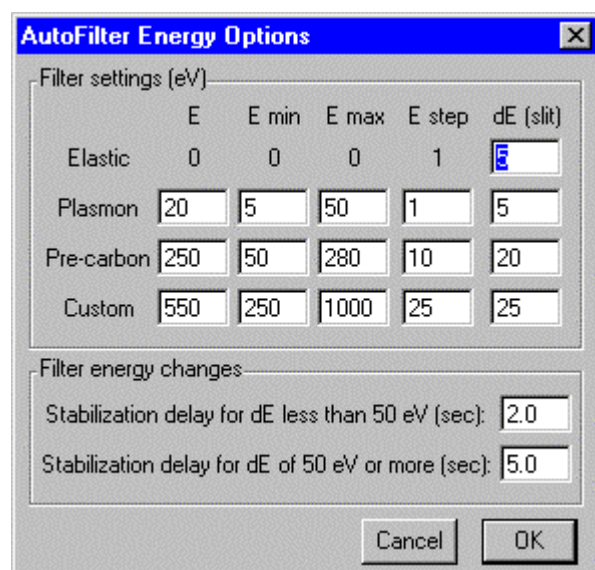 AutoFilter Energy Options
Filter settings (eV)
E E min E max E step dE (slit)
Elastic 0 0 0 1 5
Plasmon 20 5 50 1 5
Pre-carbon 250 50 280 10 20
Custom 550 250 1000 25 25
Filter energy changes
Stabilization delay for dE less than 50 eV (sec): 2.0
Stabilization delay for dE of 50 eV or more (sec): 5.0
Cancel OK